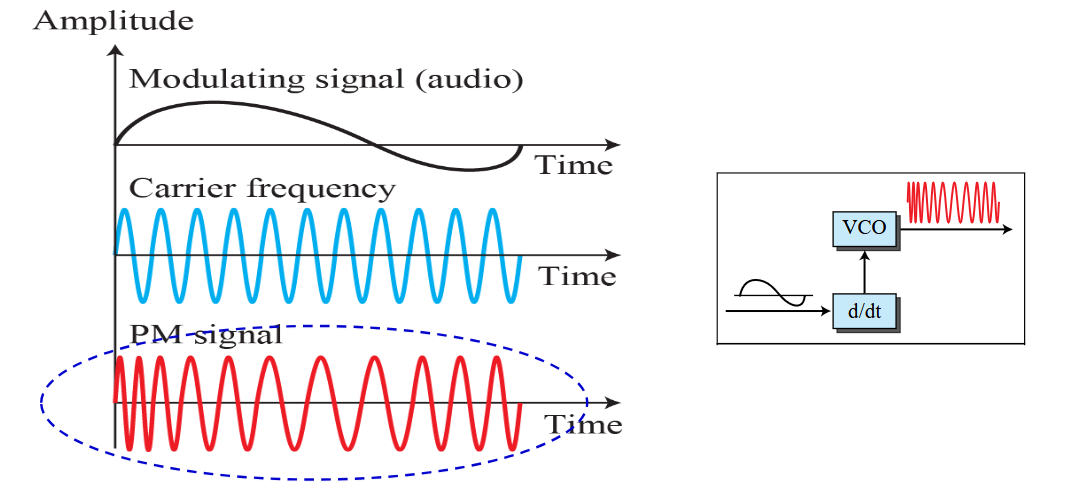 Amplitude
Modulating signal (audio)
Time
Carrier frequency
Time
PM signal
Time
VCO
d/dt